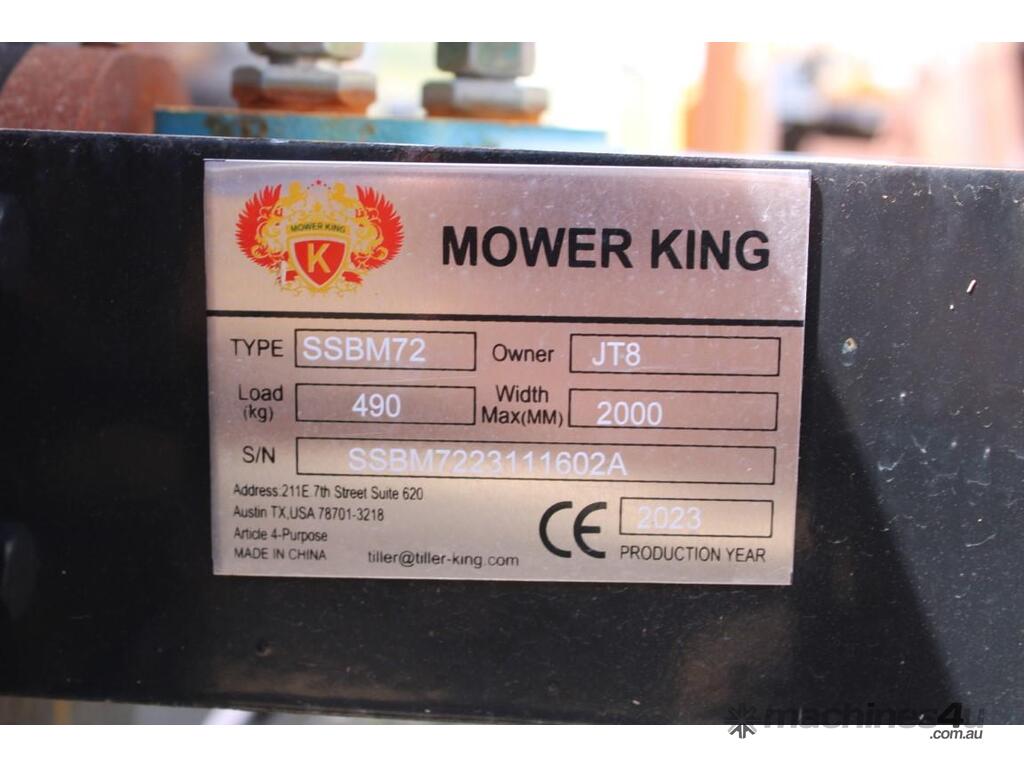 MOWER KING
K
MOWER KING
TYPE SSBM72 Owner JT8
Load (kg) 490 Width Max(MM) 2000
S/N SSBM7223111602A
Address:211E.7th Street Suite 620
Austin TX,USA 78701-3218
Article 4-Purpose
MADE IN CHINA tiller@tiller-king.com
CE 2023
PRODUCTION YEAR
machines4u
.com.au